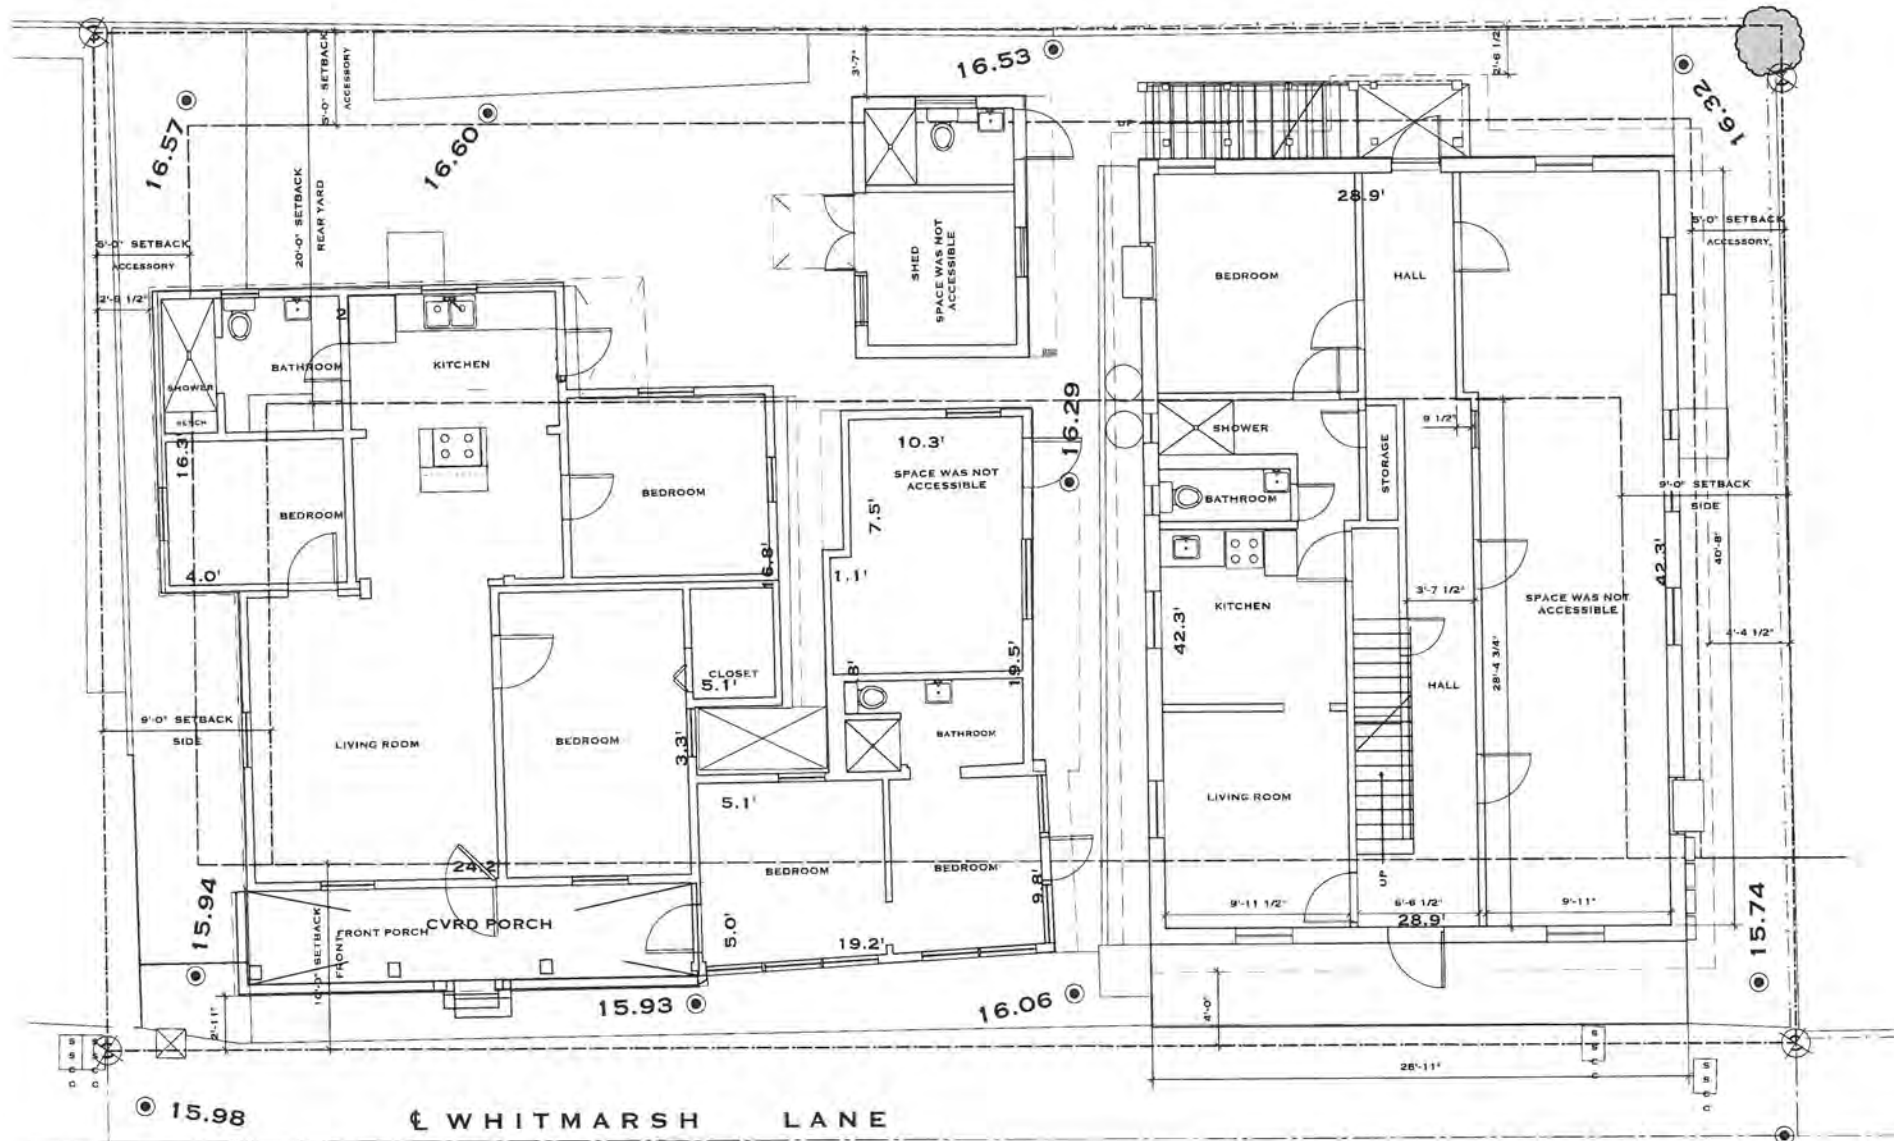 16.53
16.32
16.57
16.60
5'-0" SETBACK
ACCESSORY
3'-7"
2'-6 1/2"
20'-0" SETBACK
REAR YARD
5'-0" SETBACK
ACCESSORY
2'-6 1/2"
UP
28.9'
5'-0" SETBACK
ACCESSORY
SHED
SPACE WAS NOT
ACCESSIBLE
BEDROOM
HALL
2
BATHROOM
KITCHEN
SHOWER
BENCH
16.3'
BEDROOM
4.0'
BEDROOM
16.8'
10.3'
SPACE WAS NOT
ACCESSIBLE
7.5'
1.1'
16.29
SHOWER
STORAGE
9 1/2"
BATHROOM
9'-0" SETBACK
SIDE
KITCHEN
42.3'
3'-7 1/2"
SPACE WAS NOT
ACCESSIBLE
42.3'
40'-8"
4'-4 1/2"
28'-4 3/4"
CLOSET
5.1'
.8'
19.5'
HALL
9'-0" SETBACK
SIDE
LIVING ROOM
BEDROOM
3.3'
BATHROOM
5.1'
LIVING ROOM
24.2
BEDROOM
BEDROOM
9.8'
UP
15.94
FRONT PORCH
CVRD PORCH
5.0'
19.2'
9'-11 1/2"
6'-6 1/2"
28.9'
9'-11"
15.74
10'-0" SETBACK
FRONT
2'-11"
15.93
16.06
4'-0"
28'-11"
S
S
C
S
C
C
S
S
C
S
S
C
15.98
℄ WHITMARSH LANE